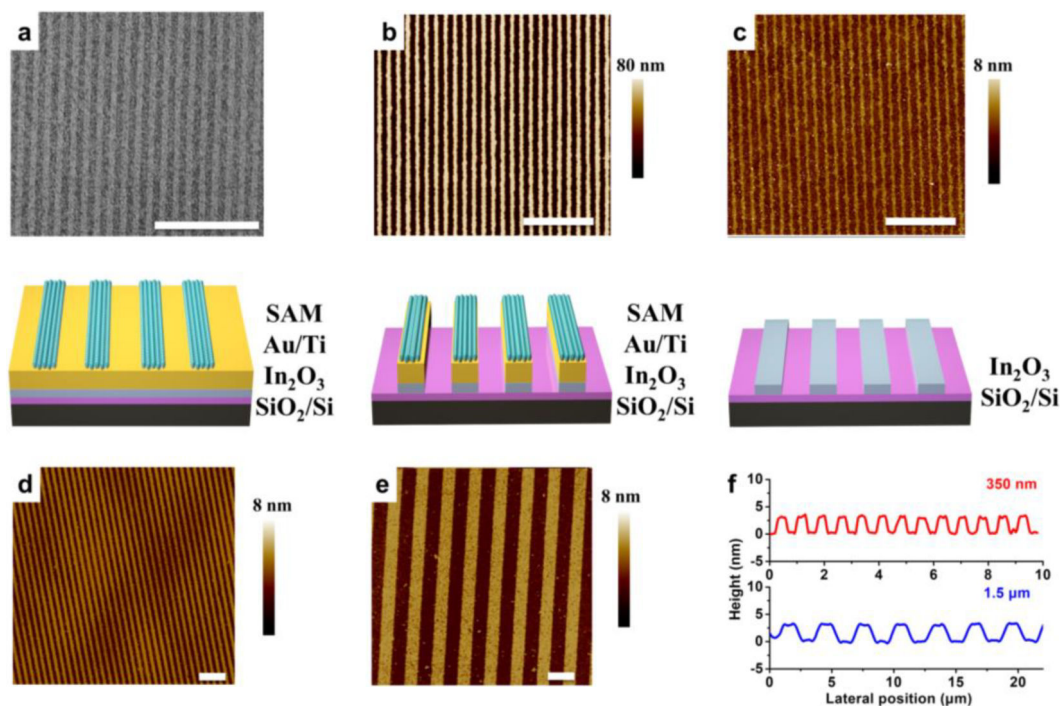 a
b
80 nm
c
8 nm
SAM
Au/Ti
In₂O₃
SiO₂/Si
SAM
Au/Ti
In₂O₃
SiO₂/Si
In₂O₃
SiO₂/Si
d
8 nm
e
8 nm
f
350 nm
10
5
0
-5
0 2 4 6 8 10
1.5 µm
10
5
0
-5
0 5 10 15 20
Height (nm)
Lateral position (µm)